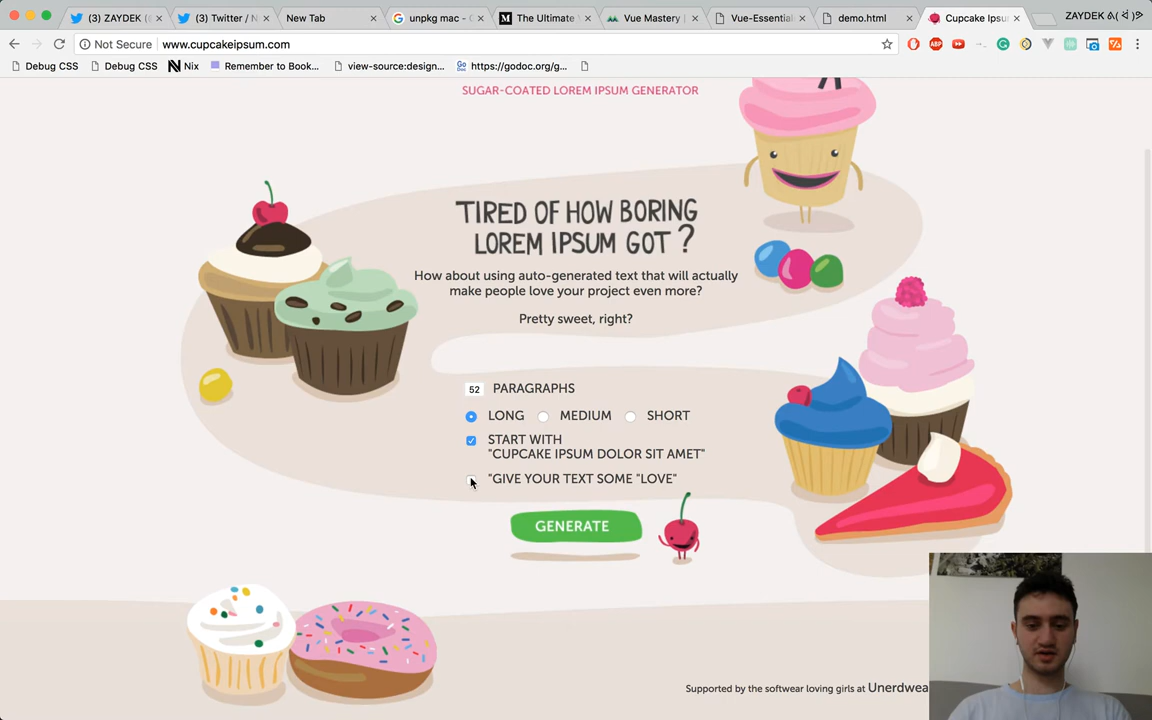 (3) ZAYDEK (
(3) Twitter / N
New Tab
unpkg mac - 
The Ultimate
Vue Mastery |
Vue-Essential
demo.html
Cupcake Ipsu
ZAYDEK
Not Secure
www.cupcakeipsum.com
Debug CSS
Debug CSS
Nix
Remember to Book...
view-source:design...
https://godoc.org/g...
SUGAR-COATED LOREM IPSUM GENERATOR
TIRED OF HOW BORING
LOREM IPSUM GOT ?
How about using auto-generated text that will actually
make people love your project even more?
Pretty sweet, right?
52 PARAGRAPHS
LONG MEDIUM SHORT
START WITH
"CUPCAKE IPSUM DOLOR SIT AMET"
"GIVE YOUR TEXT SOME "LOVE"
GENERATE
Supported by the softwear loving girls at Unerdwea